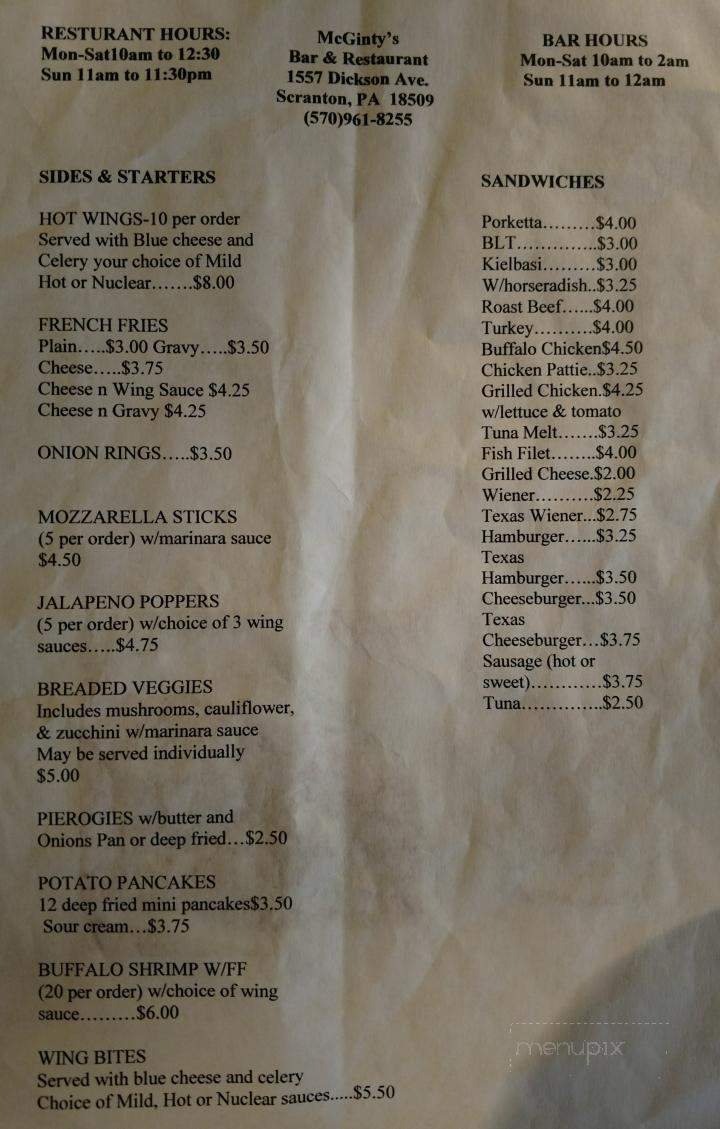 RESTURANT HOURS:
Mon-Sat10am to 12:30
Sun 11am to 11:30pm
McGinty's
Bar & Restaurant
1557 Dickson Ave.
Scranton, PA 18509
(570)961-8255
BAR HOURS
Mon-Sat 10am to 2am
Sun 11am to 12am
SIDES & STARTERS
HOT WINGS-10 per order
Served with Blue cheese and
Celery your choice of Mild
Hot or Nuclear.......$8.00
FRENCH FRIES
Plain.....$3.00 Gravy.....$3.50
Cheese.....$3.75
Cheese n Wing Sauce $4.25
Cheese n Gravy $4.25
ONION RINGS.....$3.50
MOZZARELLA STICKS
(5 per order) w/marinara sauce
$4.50
JALAPENO POPPERS
(5 per order) w/choice of 3 wing
sauces.....$4.75
BREADED VEGGIES
Includes mushrooms, cauliflower,
& zucchini w/marinara sauce
May be served individually
$5.00
PIEROGIES w/butter and
Onions Pan or deep fried...$2.50
POTATO PANCAKES
12 deep fried mini pancakes$3.50
Sour cream...$3.75
BUFFALO SHRIMP W/FF
(20 per order) w/choice of wing
sauce.........$6.00
WING BITES
Served with blue cheese and celery
Choice of Mild, Hot or Nuclear sauces.....$5.50
SANDWICHES
Porketta.........$4.00
BLT..............$3.00
Kielbasi.........$3.00
W/horseradish..$3.25
Roast Beef......$4.00
Turkey..........$4.00
Buffalo Chicken$4.50
Chicken Pattie..$3.25
Grilled Chicken.$4.25
w/lettuce & tomato
Tuna Melt.......$3.25
Fish Filet........$4.00
Grilled Cheese.$2.00
Wiener..........$2.25
Texas Wiener...$2.75
Hamburger......$3.25
Texas
Hamburger......$3.50
Cheeseburger...$3.50
Texas
Cheeseburger...$3.75
Sausage (hot or
sweet)............$3.75
Tuna..............$2.50
menupix